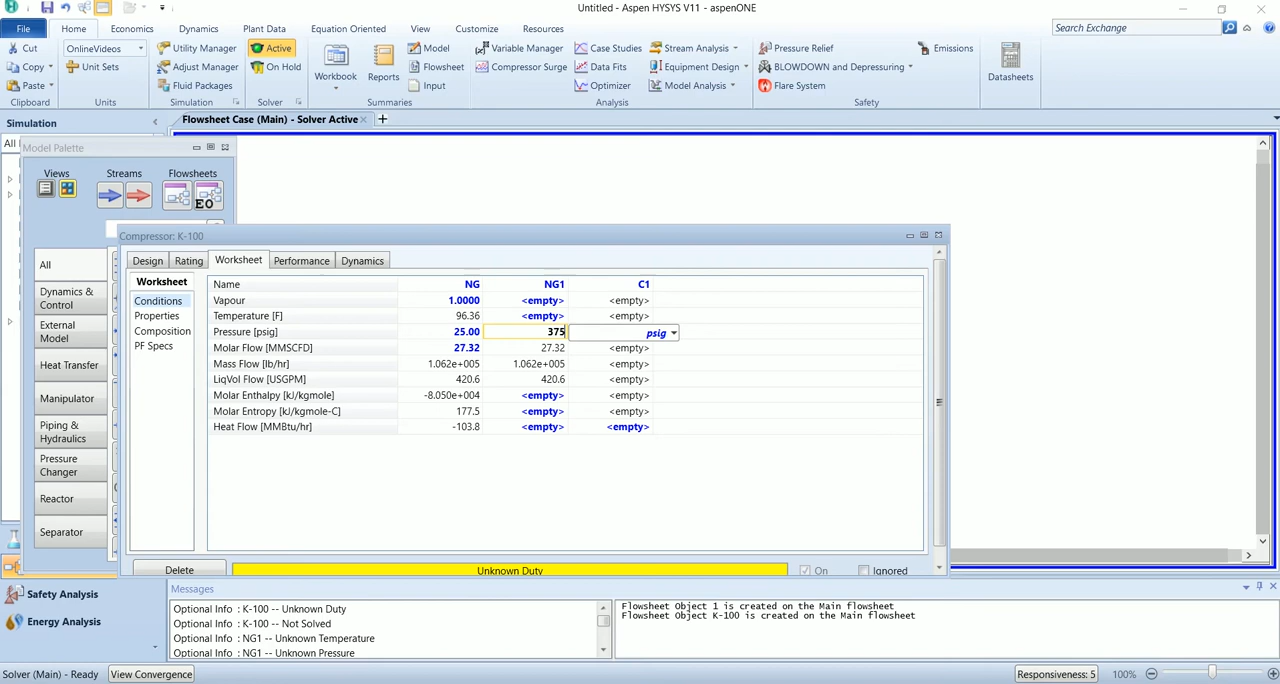 Untitled - Aspen HYSYS V11 - aspenONE
File Home Economics Dynamics Plant Data Equation Oriented View Customize Resources Search Exchange
Cut OnlineVideos Utility Manager Active Model Variable Manager Case Studies Stream Analysis Pressure Relief Emissions
Copy Unit Sets Adjust Manager On Hold Workbook Reports Flowsheet Compressor Surge Data Fits Equipment Design BLOWDOWN and Depressuring Datasheets
Paste Fluid Packages Input Optimizer Model Analysis Flare System
Clipboard Units Simulation Solver Summaries Analysis Safety
Simulation Flowsheet Case (Main) - Solver Active
All
Model Palette
Views Streams Flowsheets
EO
Compressor: K-100
Design Rating Worksheet Performance Dynamics
All
Dynamics & Control
External Model
Heat Transfer
Manipulator
Piping & Hydraulics
Pressure Changer
Reactor
Separator
Worksheet
Conditions
Properties
Composition
PF Specs
Name NG NG1 C1
Vapour 1.0000 <empty> <empty>
Temperature [F] 96.36 <empty> <empty>
Pressure [psig] 25.00 375 psig
Molar Flow [MMSCFD] 27.32 27.32 <empty>
Mass Flow [lb/hr] 1.062e+005 1.062e+005 <empty>
LiqVol Flow [USGPM] 420.6 420.6 <empty>
Molar Enthalpy [kJ/kgmole] -8.050e+004 <empty> <empty>
Molar Entropy [kJ/kgmole-C] 177.5 <empty> <empty>
Heat Flow [MMBtu/hr] -103.8 <empty> <empty>
Delete Unknown Duty On Ignored
Safety Analysis
Energy Analysis
Messages
Optional Info : K-100 -- Unknown Duty
Optional Info : K-100 -- Not Solved
Optional Info : NG1 -- Unknown Temperature
Optional Info : NG1 -- Unknown Pressure
Flowsheet Object 1 is created on the Main flowsheet
Flowsheet Object K-100 is created on the Main flowsheet
Solver (Main) - Ready View Convergence Responsiveness: 5 100%